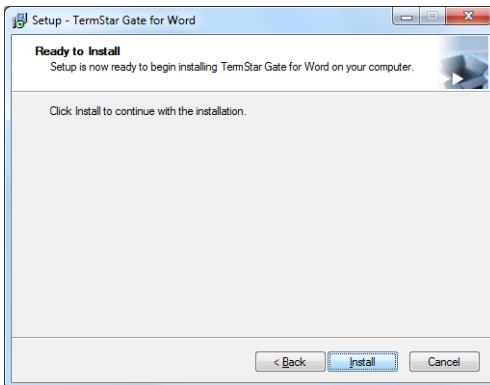 Setup - TermStar Gate for Word
Ready to Install
Setup is now ready to begin installing TermStar Gate for Word on your computer.
Click Install to continue with the installation.
< Back
Install
Cancel